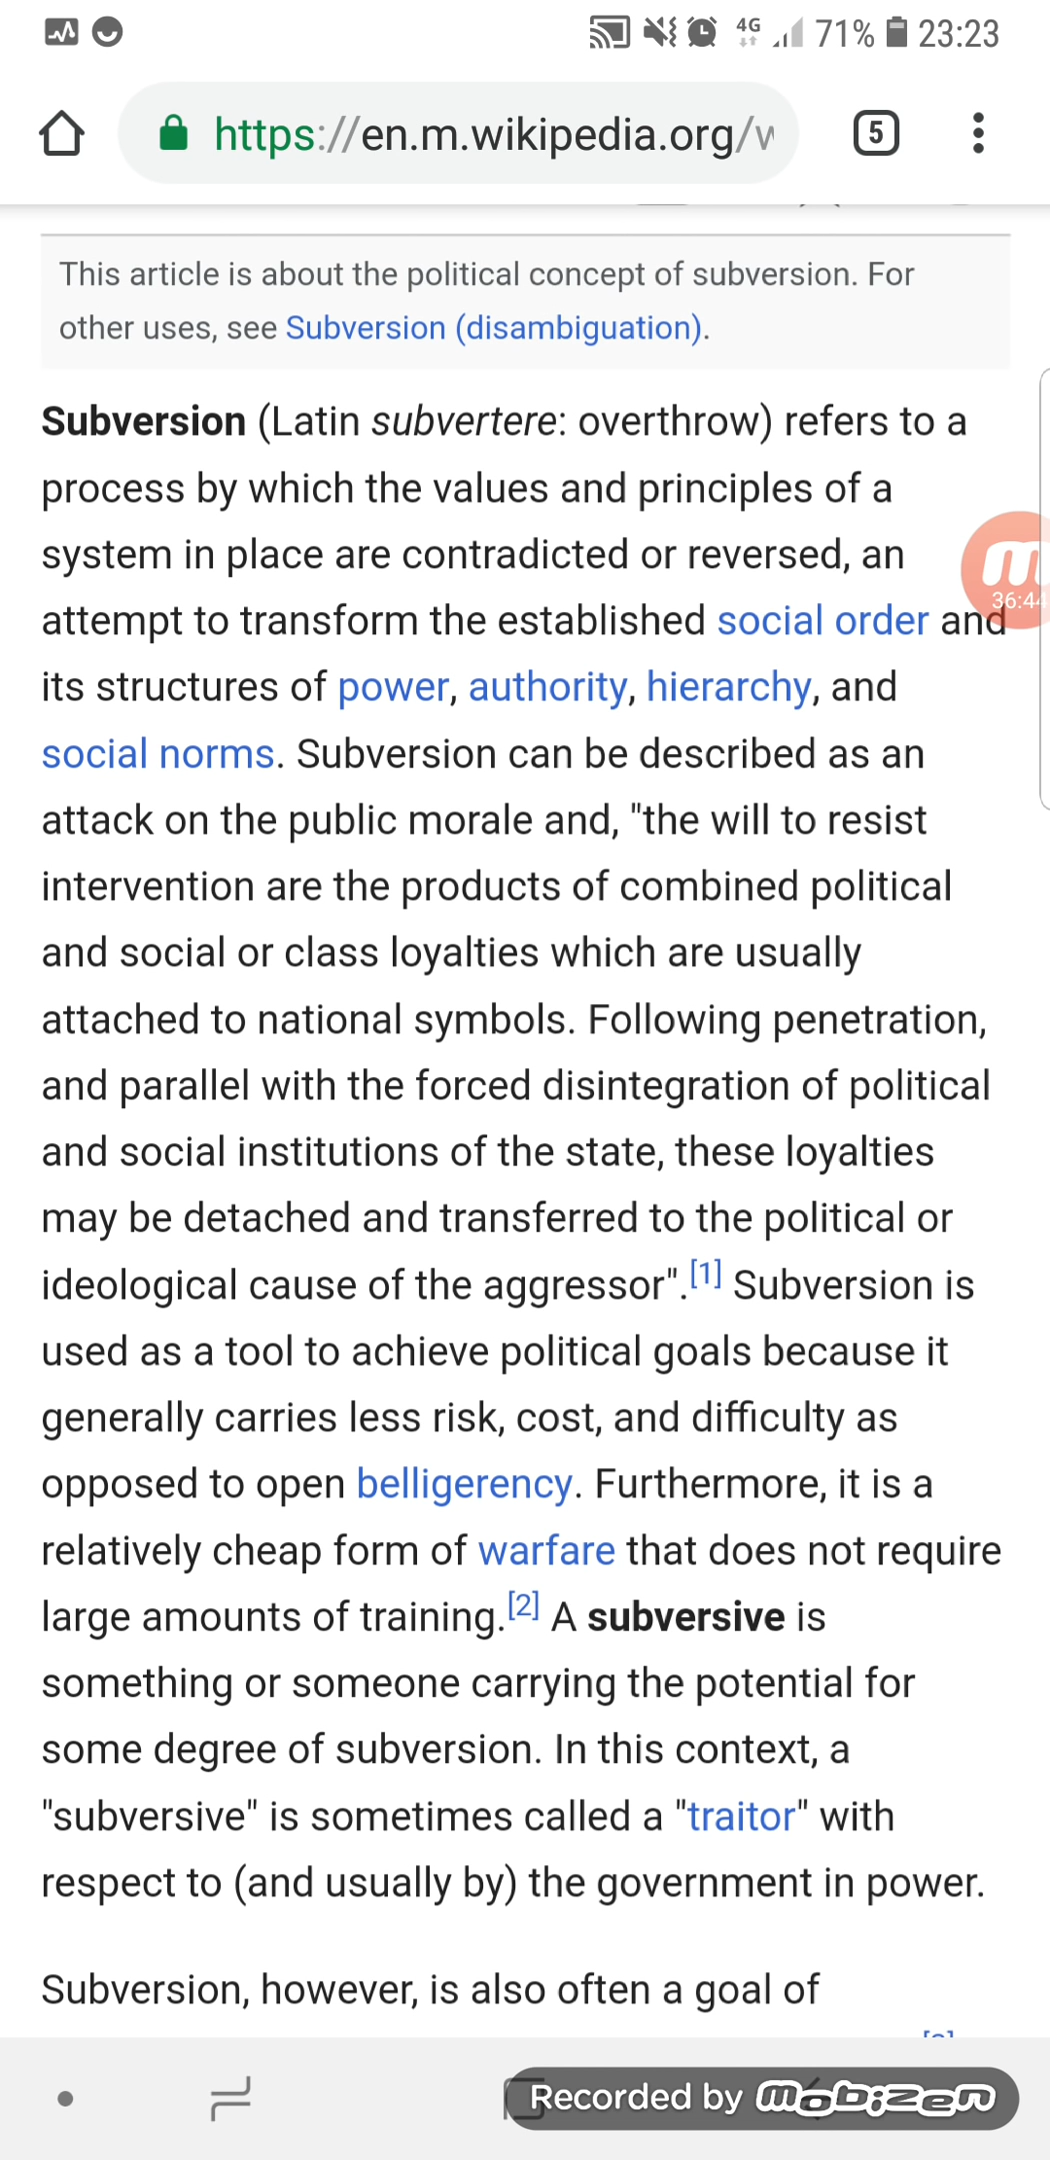 4G 71% 23:23
https://en.m.wikipedia.org/w
5
This article is about the political concept of subversion. For
other uses, see Subversion (disambiguation).
Subversion (Latin subvertere: overthrow) refers to a
process by which the values and principles of a
system in place are contradicted or reversed, an
attempt to transform the established social order and
its structures of power, authority, hierarchy, and
social norms. Subversion can be described as an
attack on the public morale and, "the will to resist
intervention are the products of combined political
and social or class loyalties which are usually
attached to national symbols. Following penetration,
and parallel with the forced disintegration of political
and social institutions of the state, these loyalties
may be detached and transferred to the political or
ideological cause of the aggressor".[1] Subversion is
used as a tool to achieve political goals because it
generally carries less risk, cost, and difficulty as
opposed to open belligerency. Furthermore, it is a
relatively cheap form of warfare that does not require
large amounts of training.[2] A subversive is
something or someone carrying the potential for
some degree of subversion. In this context, a
"subversive" is sometimes called a "traitor" with
respect to (and usually by) the government in power.
Subversion, however, is also often a goal of
m
36:44
Recorded by mobizen